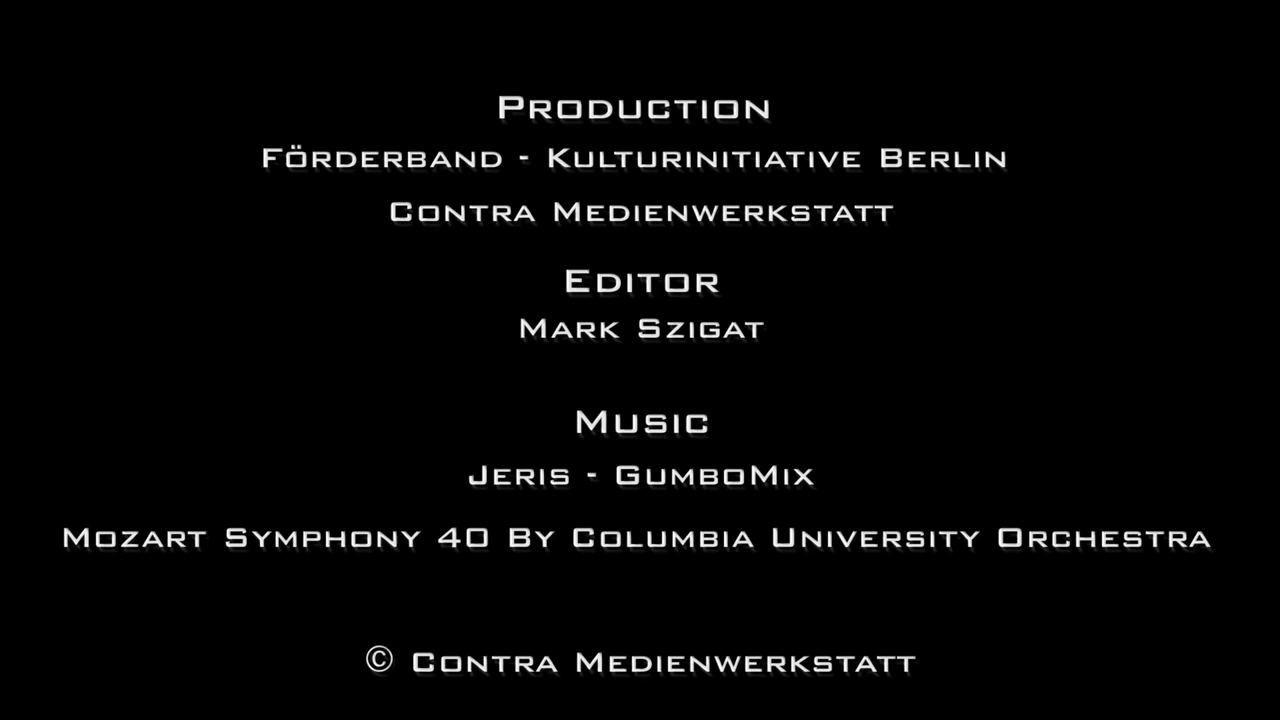 Production
Förderband - Kulturinitiative Berlin
Contra Medienwerkstatt
Editor
Mark Szigat
Music
Jeris - GumboMix
Mozart Symphony 40 By Columbia University Orchestra
© Contra Medienwerkstatt